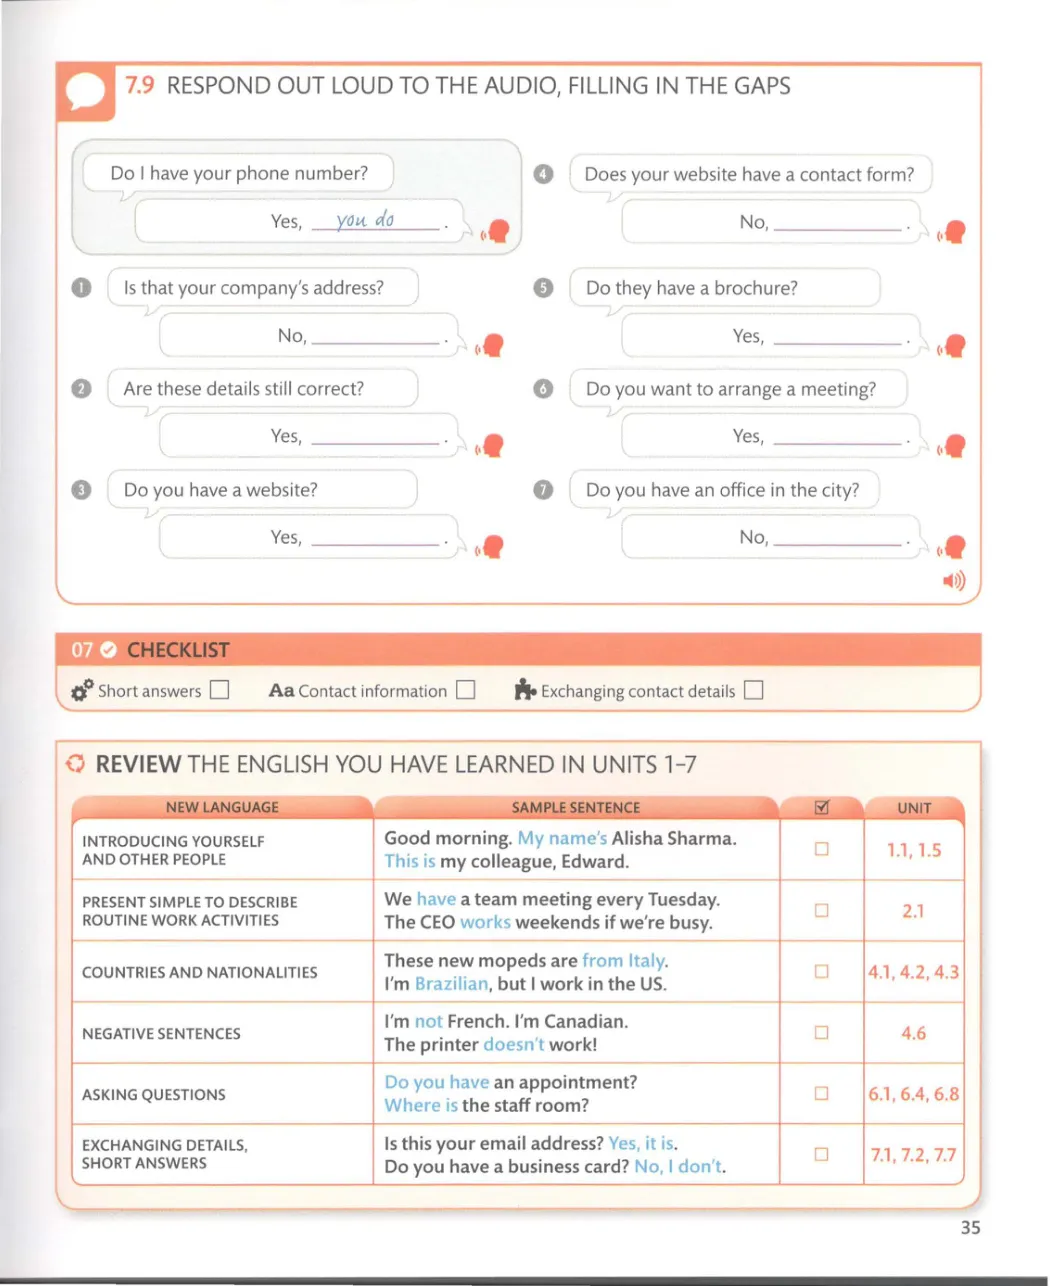 7.9 RESPOND OUT LOUD TO THE AUDIO, FILLING IN THE GAPS
Do I have your phone number?
Yes, you do.
1 Is that your company's address?
No, ____________.
2 Are these details still correct?
Yes, ____________.
3 Do you have a website?
Yes, ____________.
4 Does your website have a contact form?
No, ____________.
5 Do they have a brochure?
Yes, ____________.
6 Do you want to arrange a meeting?
Yes, ____________.
7 Do you have an office in the city?
No, ____________.
07 CHECKLIST
Short answers Aa Contact information Exchanging contact details
REVIEW THE ENGLISH YOU HAVE LEARNED IN UNITS 1–7
NEW LANGUAGE SAMPLE SENTENCE UNIT
INTRODUCING YOURSELF
AND OTHER PEOPLE
Good morning. My name's Alisha Sharma.
This is my colleague, Edward.
1.1, 1.5
PRESENT SIMPLE TO DESCRIBE
ROUTINE WORK ACTIVITIES
We have a team meeting every Tuesday.
The CEO works weekends if we're busy.
2.1
COUNTRIES AND NATIONALITIES
These new mopeds are from Italy.
I'm Brazilian, but I work in the US.
4.1, 4.2, 4.3
NEGATIVE SENTENCES
I'm not French. I'm Canadian.
The printer doesn't work!
4.6
ASKING QUESTIONS
Do you have an appointment?
Where is the staff room?
6.1, 6.4, 6.8
EXCHANGING DETAILS,
SHORT ANSWERS
Is this your email address? Yes, it is.
Do you have a business card? No, I don't.
7.1, 7.2, 7.7
35